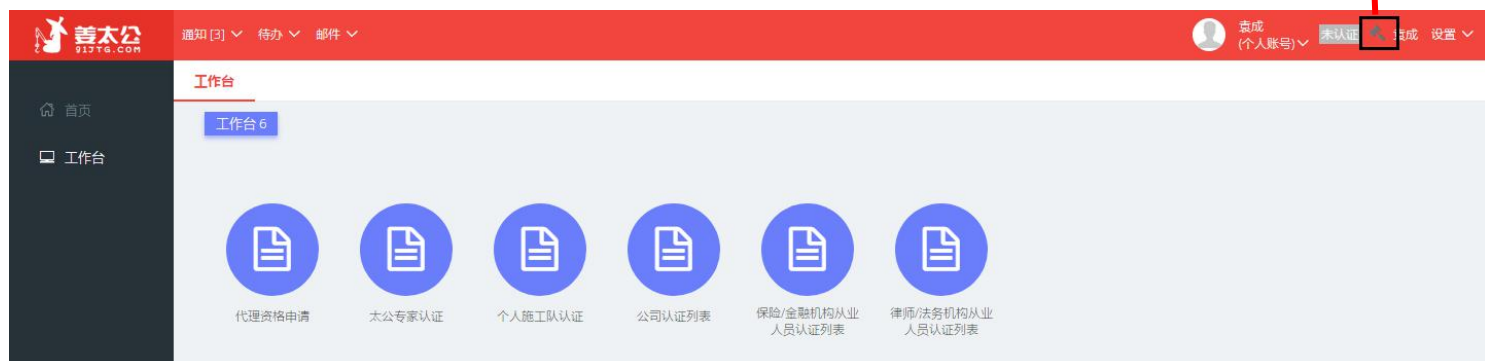 姜太公
91JTG.COM
通知 [3]
待办
邮件
袁成
(个人账号)
未认证
袁成
设置
工作台
首页
工作台
工作台 6
代理资格申请
太公专家认证
个人施工队认证
公司认证列表
保险/金融机构从业
人员认证列表
律师/法务机构从业
人员认证列表